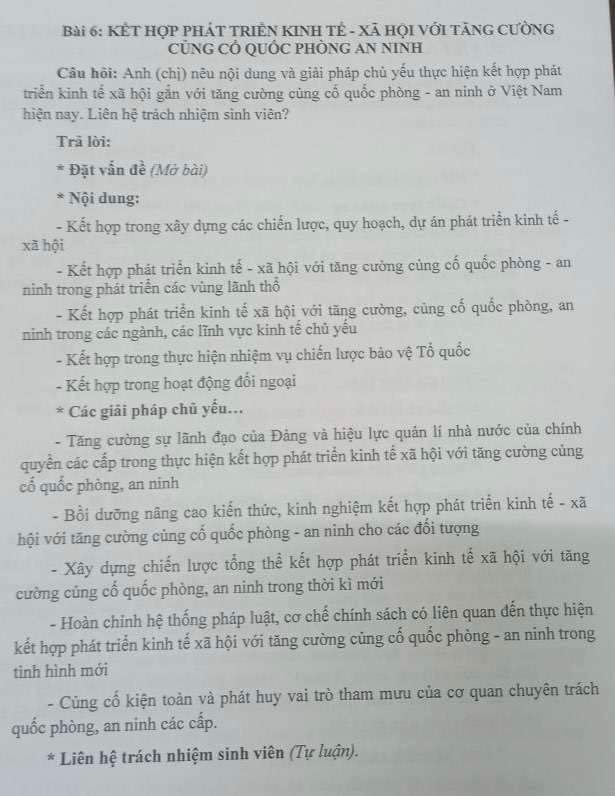 Bài 6: KẾT HỢP PHÁT TRIỂN KINH TẾ - XÃ HỘI VỚI TĂNG CƯỜNG
CỦNG CỐ QUỐC PHÒNG AN NINH
Câu hỏi: Anh (chị) nêu nội dung và giải pháp chủ yếu thực hiện kết hợp phát
triển kinh tế xã hội gắn với tăng cường củng cố quốc phòng - an ninh ở Việt Nam
hiện nay. Liên hệ trách nhiệm sinh viên?
Trả lời:
* Đặt vấn đề (Mở bài)
* Nội dung:
- Kết hợp trong xây dựng các chiến lược, quy hoạch, dự án phát triển kinh tế -
xã hội
- Kết hợp phát triển kinh tế - xã hội với tăng cường củng cố quốc phòng - an
ninh trong phát triển các vùng lãnh thổ
- Kết hợp phát triển kinh tế xã hội với tăng cường, củng cố quốc phòng, an
ninh trong các ngành, các lĩnh vực kinh tế chủ yếu
- Kết hợp trong thực hiện nhiệm vụ chiến lược bảo vệ Tổ quốc
- Kết hợp trong hoạt động đối ngoại
* Các giải pháp chủ yếu...
- Tăng cường sự lãnh đạo của Đảng và hiệu lực quản lí nhà nước của chính
quyền các cấp trong thực hiện kết hợp phát triển kinh tế xã hội với tăng cường củng
cố quốc phòng, an ninh
- Bồi dưỡng nâng cao kiến thức, kinh nghiệm kết hợp phát triển kinh tế - xã
hội với tăng cường củng cố quốc phòng - an ninh cho các đối tượng
- Xây dựng chiến lược tổng thể kết hợp phát triển kinh tế xã hội với tăng
cường củng cố quốc phòng, an ninh trong thời kì mới
- Hoàn chỉnh hệ thống pháp luật, cơ chế chính sách có liên quan đến thực hiện
kết hợp phát triển kinh tế xã hội với tăng cường củng cố quốc phòng - an ninh trong
tình hình mới
- Củng cố kiện toàn và phát huy vai trò tham mưu của cơ quan chuyên trách
quốc phòng, an ninh các cấp.
* Liên hệ trách nhiệm sinh viên (Tự luận).